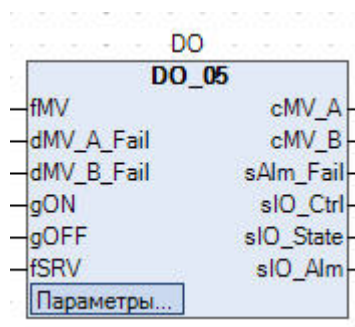 DO
DO_05
fMV cMV_A
dMV_A_Fail cMV_B
dMV_B_Fail sAlm_Fail
gON sIO_Ctrl
gOFF sIO_State
fSRV sIO_Alm
Параметры...